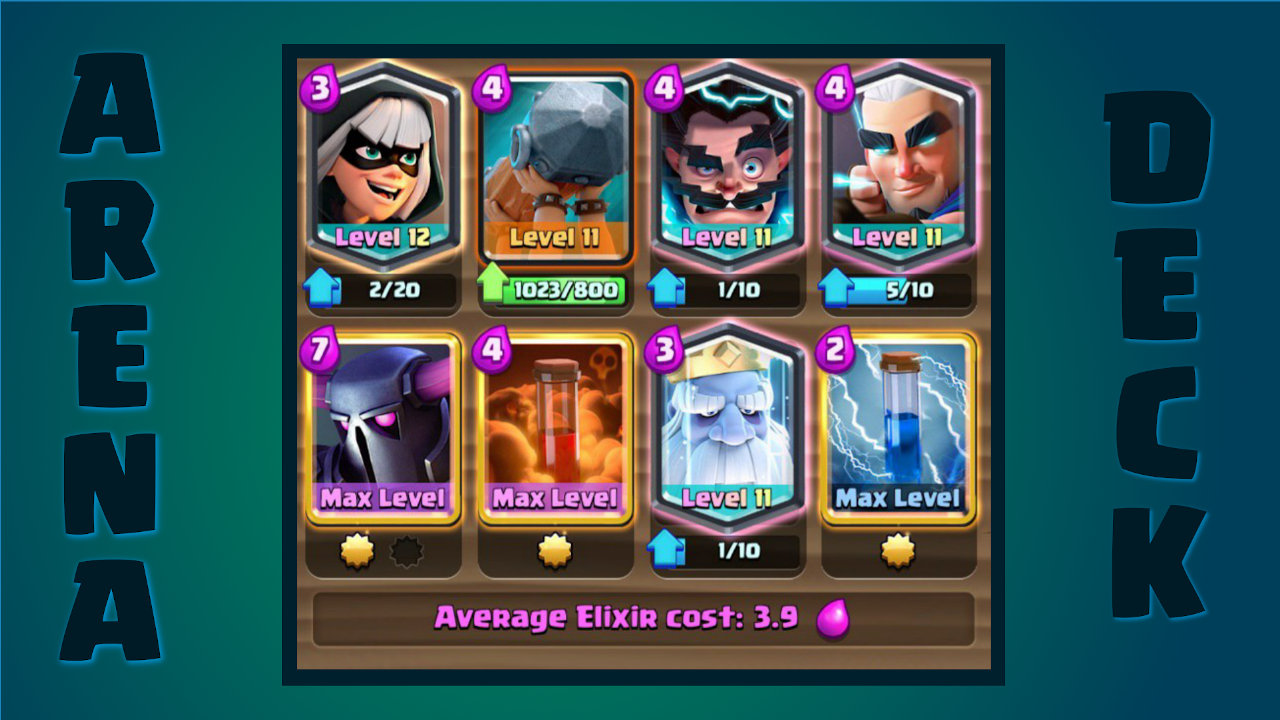 ARENA
3 4 4 4
Level 12 Level 11 Level 11 Level 11
2/20 1023/800 1/10 5/10
7 4 3 2
Max Level Max Level Level 11 Max Level
1/10
Average Elixir cost: 3.9
DECK